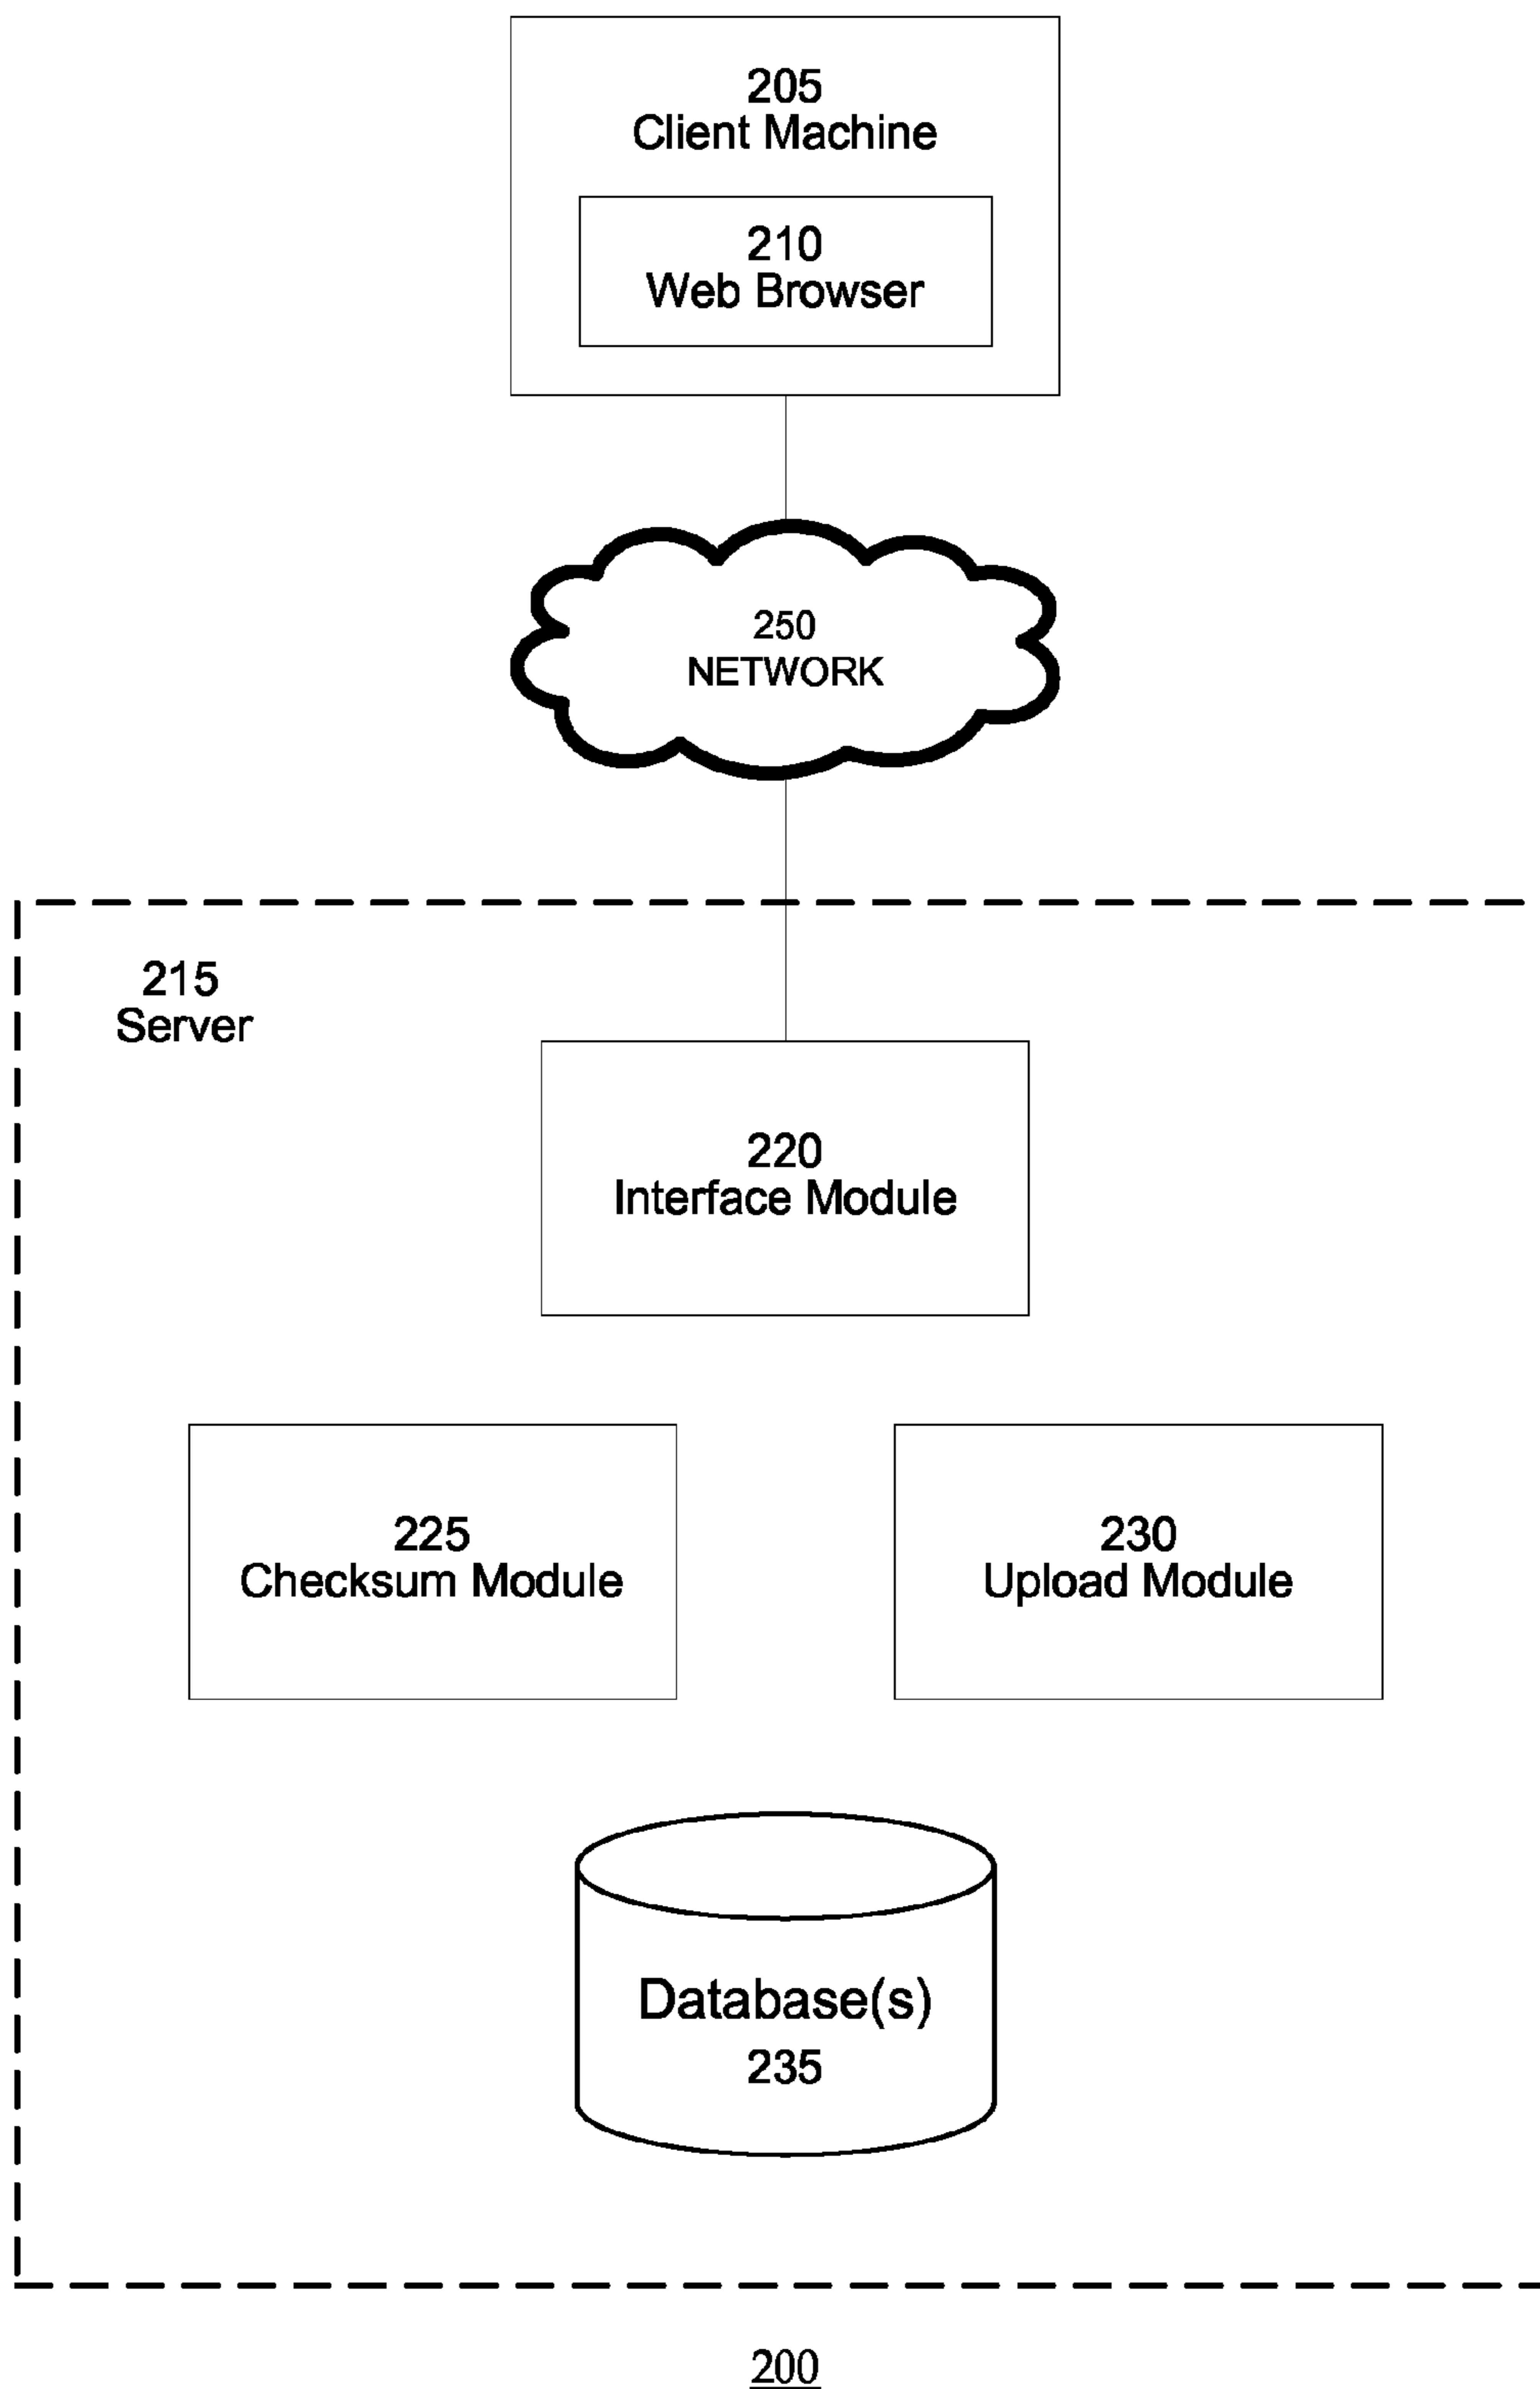 205
Client Machine
210
Web Browser
250
NETWORK
215
Server
220
Interface Module
225
Checksum Module
230
Upload Module
Database(s)
235
200